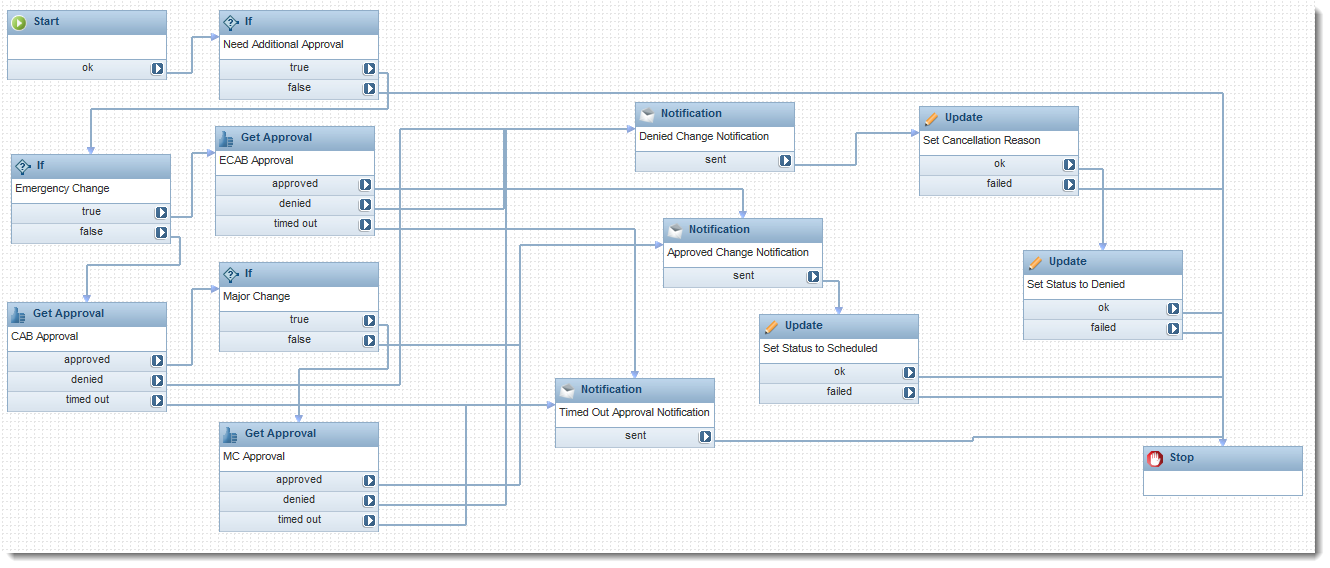 Start
ok
If
Need Additional Approval
true
false
If
Emergency Change
true
false
Get Approval
ECAB Approval
approved
denied
timed out
Get Approval
CAB Approval
approved
denied
timed out
If
Major Change
true
false
Get Approval
MC Approval
approved
denied
timed out
Notification
Denied Change Notification
sent
Notification
Approved Change Notification
sent
Notification
Timed Out Approval Notification
sent
Update
Set Cancellation Reason
ok
failed
Update
Set Status to Denied
ok
failed
Update
Set Status to Scheduled
ok
failed
Stop